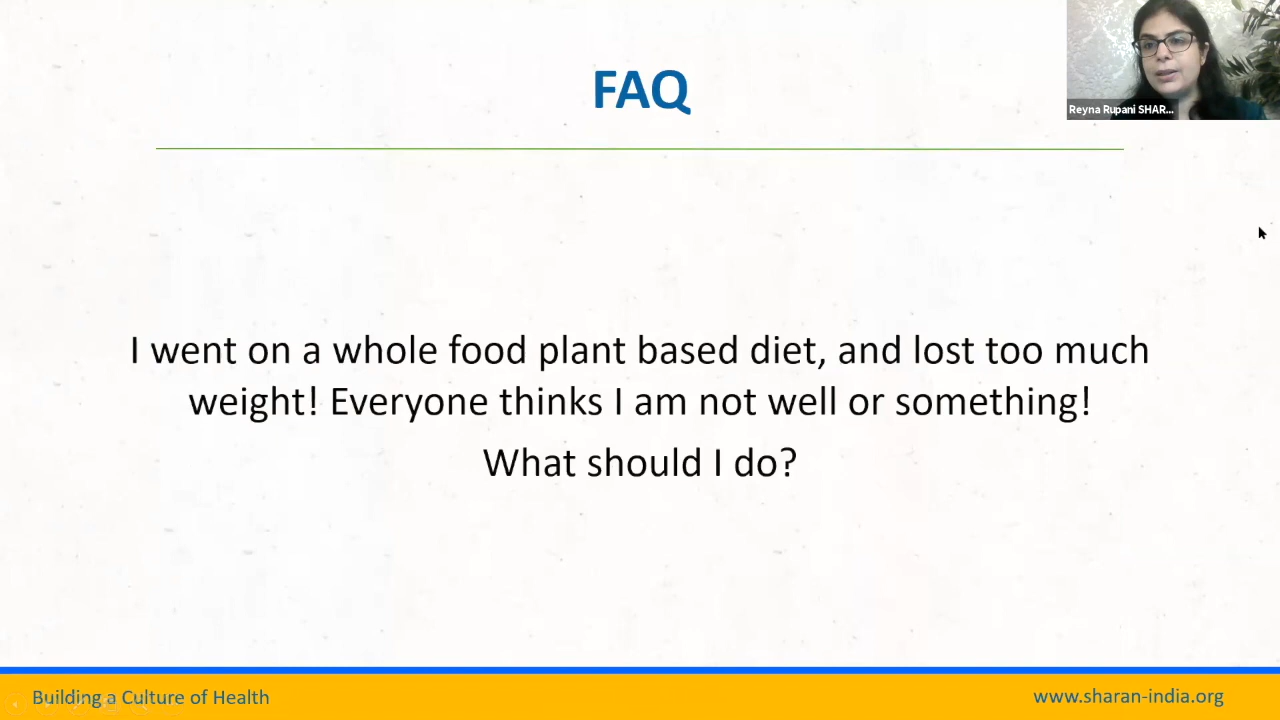 FAQ
Reyna Rupani SHAR...
I went on a whole food plant based diet, and lost too much
weight! Everyone thinks I am not well or something!
What should I do?
Building a Culture of Health
www.sharan-india.org